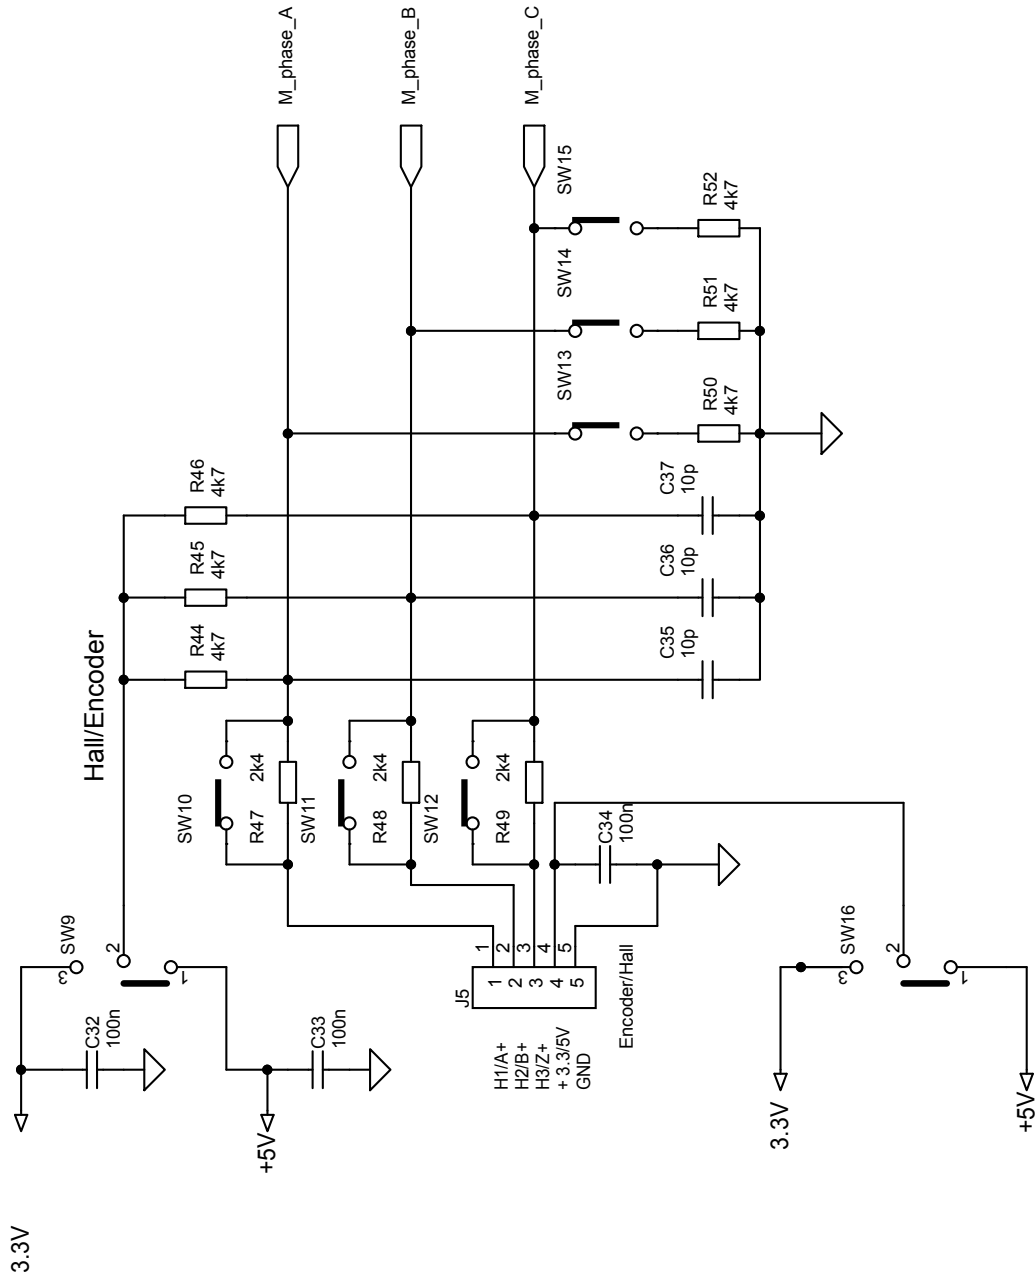 M_phase_A
M_phase_B
M_phase_C
SW15
SW14
SW13
R52
4k7
R51
4k7
R50
4k7
R46
4k7
R45
4k7
R44
4k7
C37
10p
C36
10p
C35
10p
Hall/Encoder
SW10
R47
2k4
SW11
R48
2k4
SW12
R49
2k4
C34
100n
SW9
3
2
1
C32
100n
C33
100n
3.3V
+5V
J5
1
2
3
4
5
1
2
3
4
5
H1/A+
H2/B+
H3/Z+
+ 3.3/5V
GND
Encoder/Hall
SW16
3
2
1
3.3V
+5V